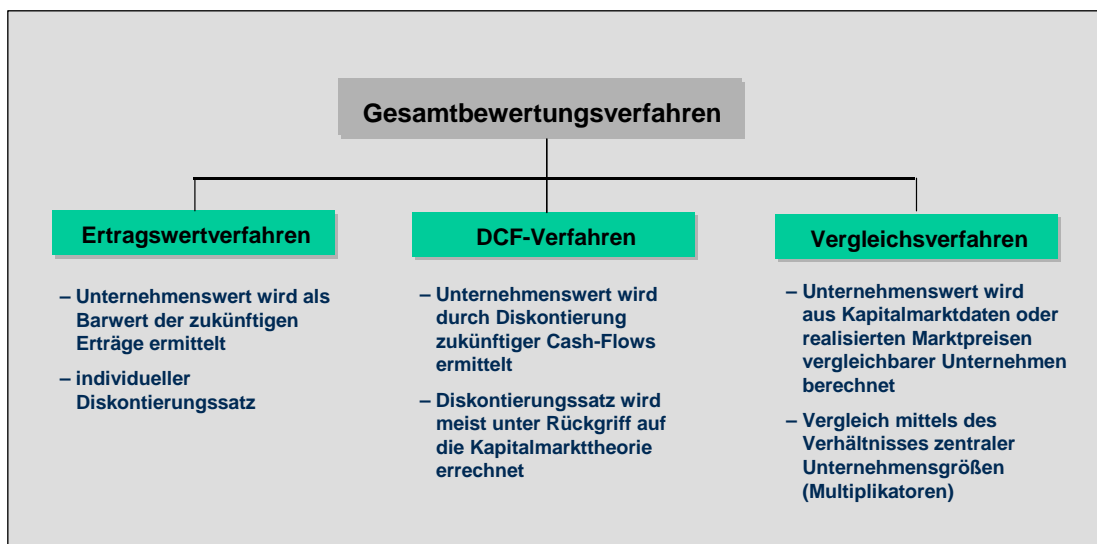 Gesamtbewertungsverfahren
Ertragswertverfahren
– Unternehmenswert wird als
Barwert der zukünftigen
Erträge ermittelt
– individueller
Diskontierungssatz
DCF-Verfahren
– Unternehmenswert wird
durch Diskontierung
zukünftiger Cash-Flows
ermittelt
– Diskontierungssatz wird
meist unter Rückgriff auf
die Kapitalmarkttheorie
errechnet
Vergleichsverfahren
– Unternehmenswert wird
aus Kapitalmarktdaten oder
realisierten Marktpreisen
vergleichbarer Unternehmen
berechnet
– Vergleich mittels des
Verhältnisses zentraler
Unternehmensgrößen
(Multiplikatoren)